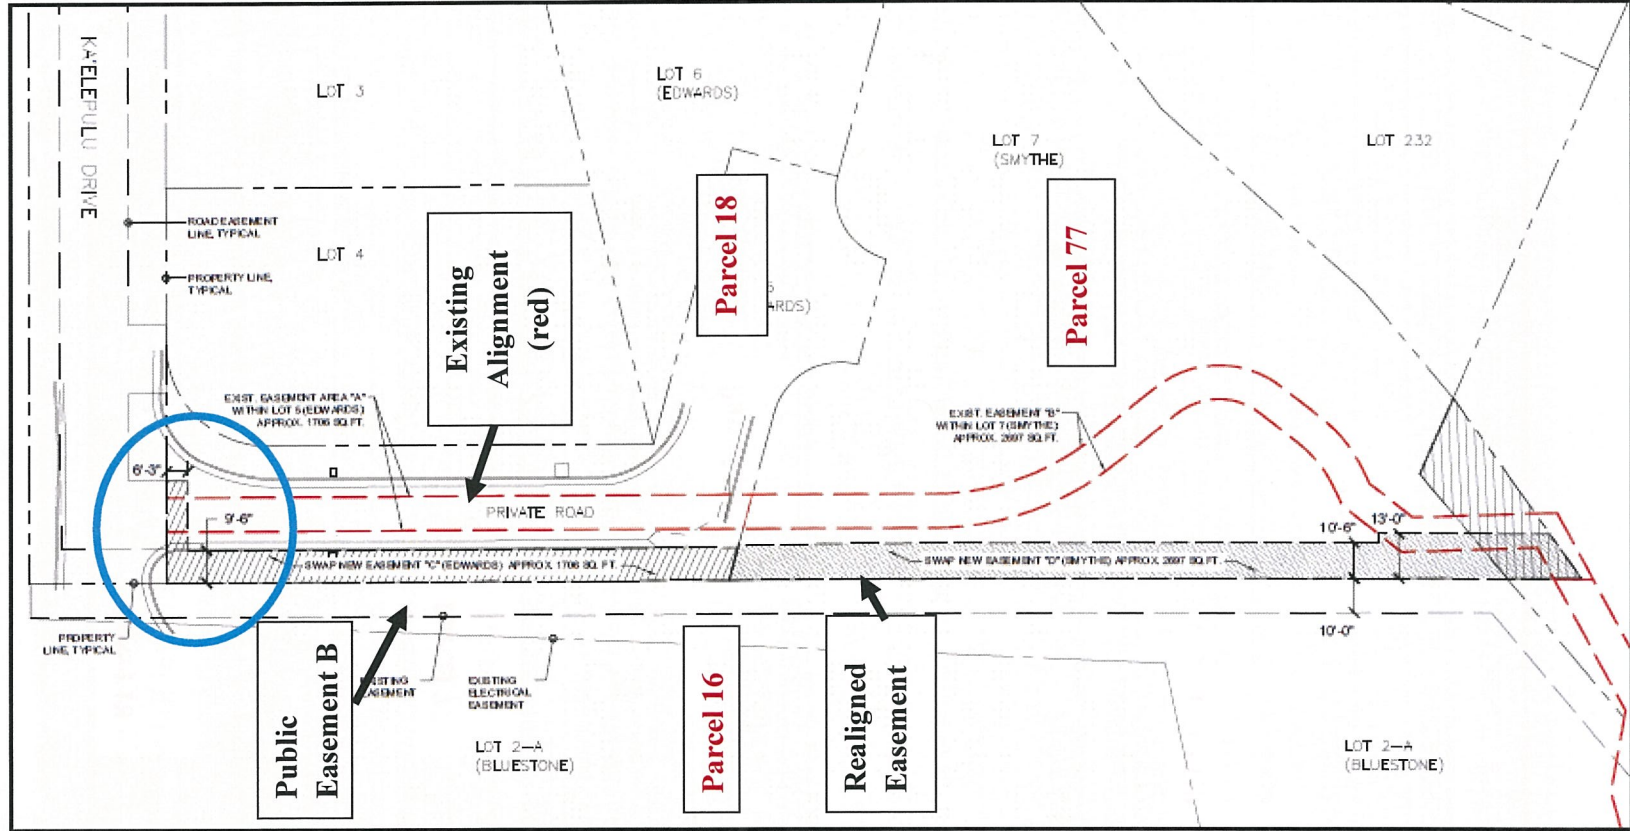 KA'ELEPULU DRIVE
LOT 3
LOT 6
(EDWARDS)
LOT 7
(SMYTHE)
LOT 232
ROAD EASEMENT
LINE, TYPICAL
PROPERTY LINE,
TYPICAL
LOT 4
Existing
Alignment
(red)
Parcel 18
5
ARDS)
Parcel 77
EXIST. EASEMENT AREA "A"
WITHIN LOT 5 (EDWARDS)
APPROX. 1706 SQ. FT.
EXIST. EASEMENT "B"
WITHIN LOT 7 (SMYTHE)
APPROX. 2697 SQ. FT.
6'-3"
9'-6"
PRIVATE ROAD
10'-6"
13'-0"
SWAP NEW EASEMENT "C" (EDWARDS) APPROX. 1706 SQ. FT.
SWAP NEW EASEMENT "D" (SMYTHE) APPROX. 2697 SQ. FT.
10'-0"
PROPERTY
LINE, TYPICAL
Public
Easement B
EXISTING
EASEMENT
EXISTING
ELECTRICAL
EASEMENT
Parcel 16
Realigned
Easement
LOT 2-A
(BLUESTONE)
LOT 2-A
(BLUESTONE)